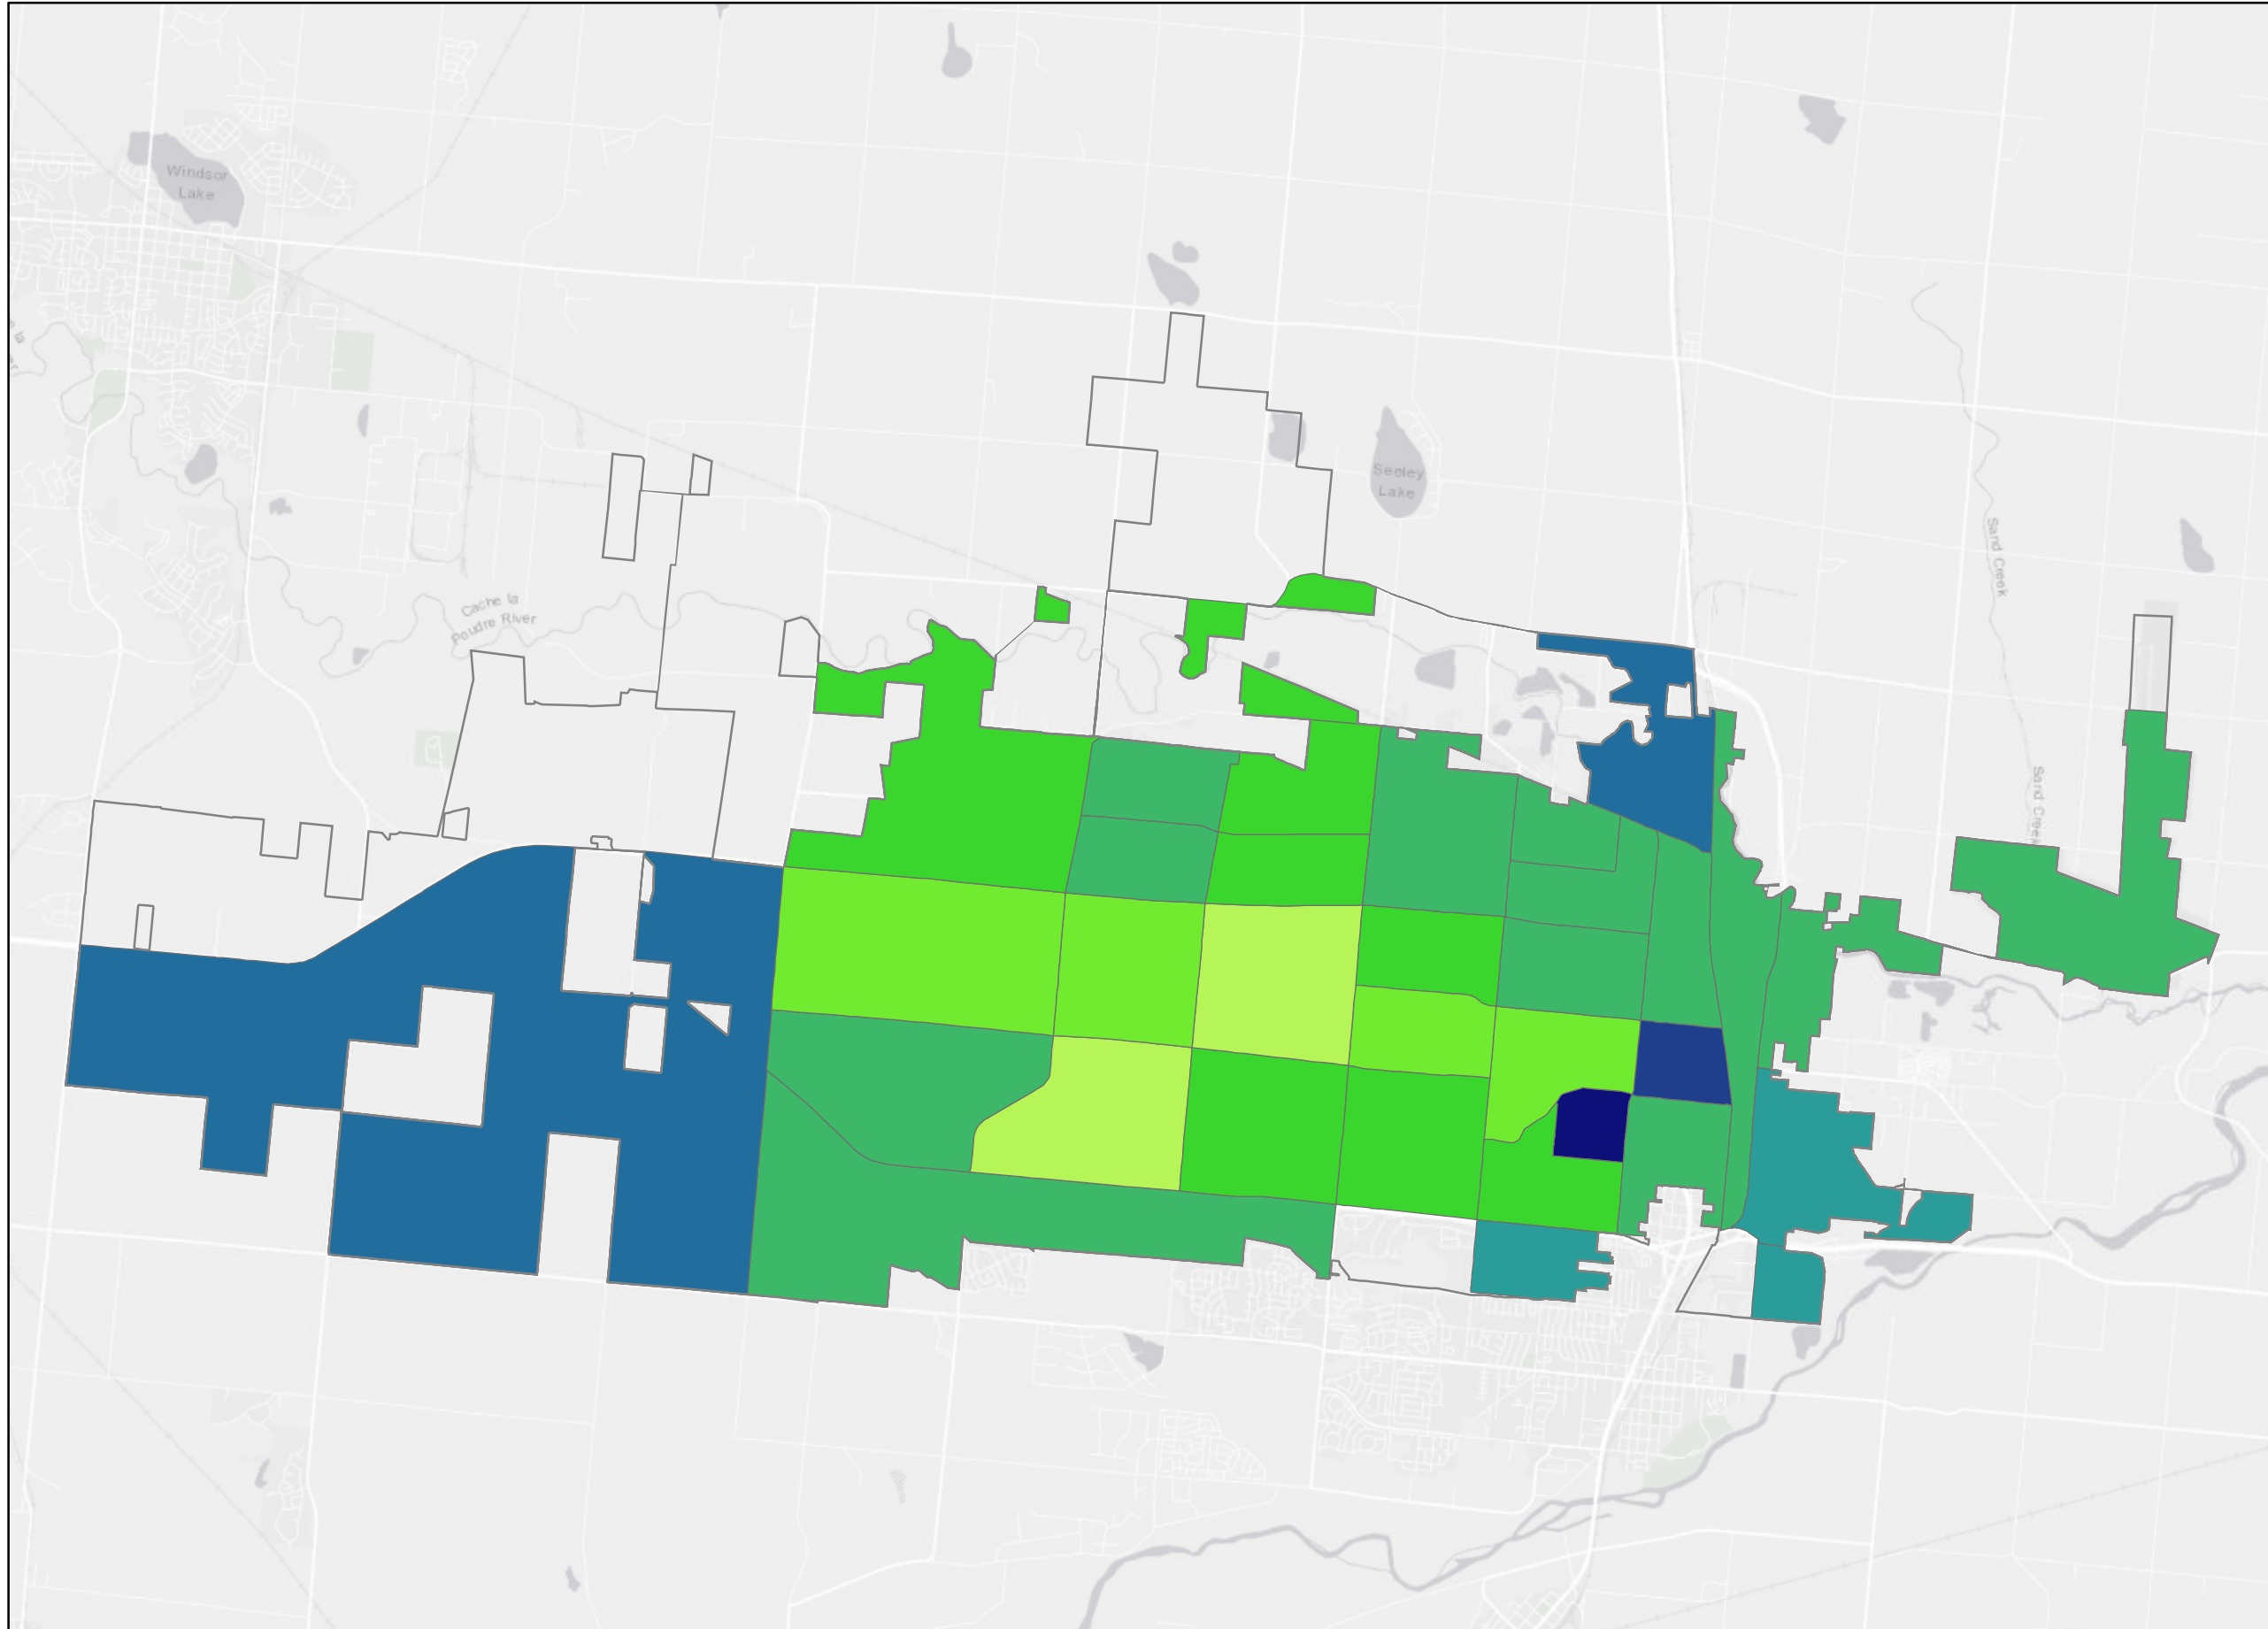 Windsor
Lake
Seeley
Lake
Sand Creek
Cache la
Poudre River
Sand Creek